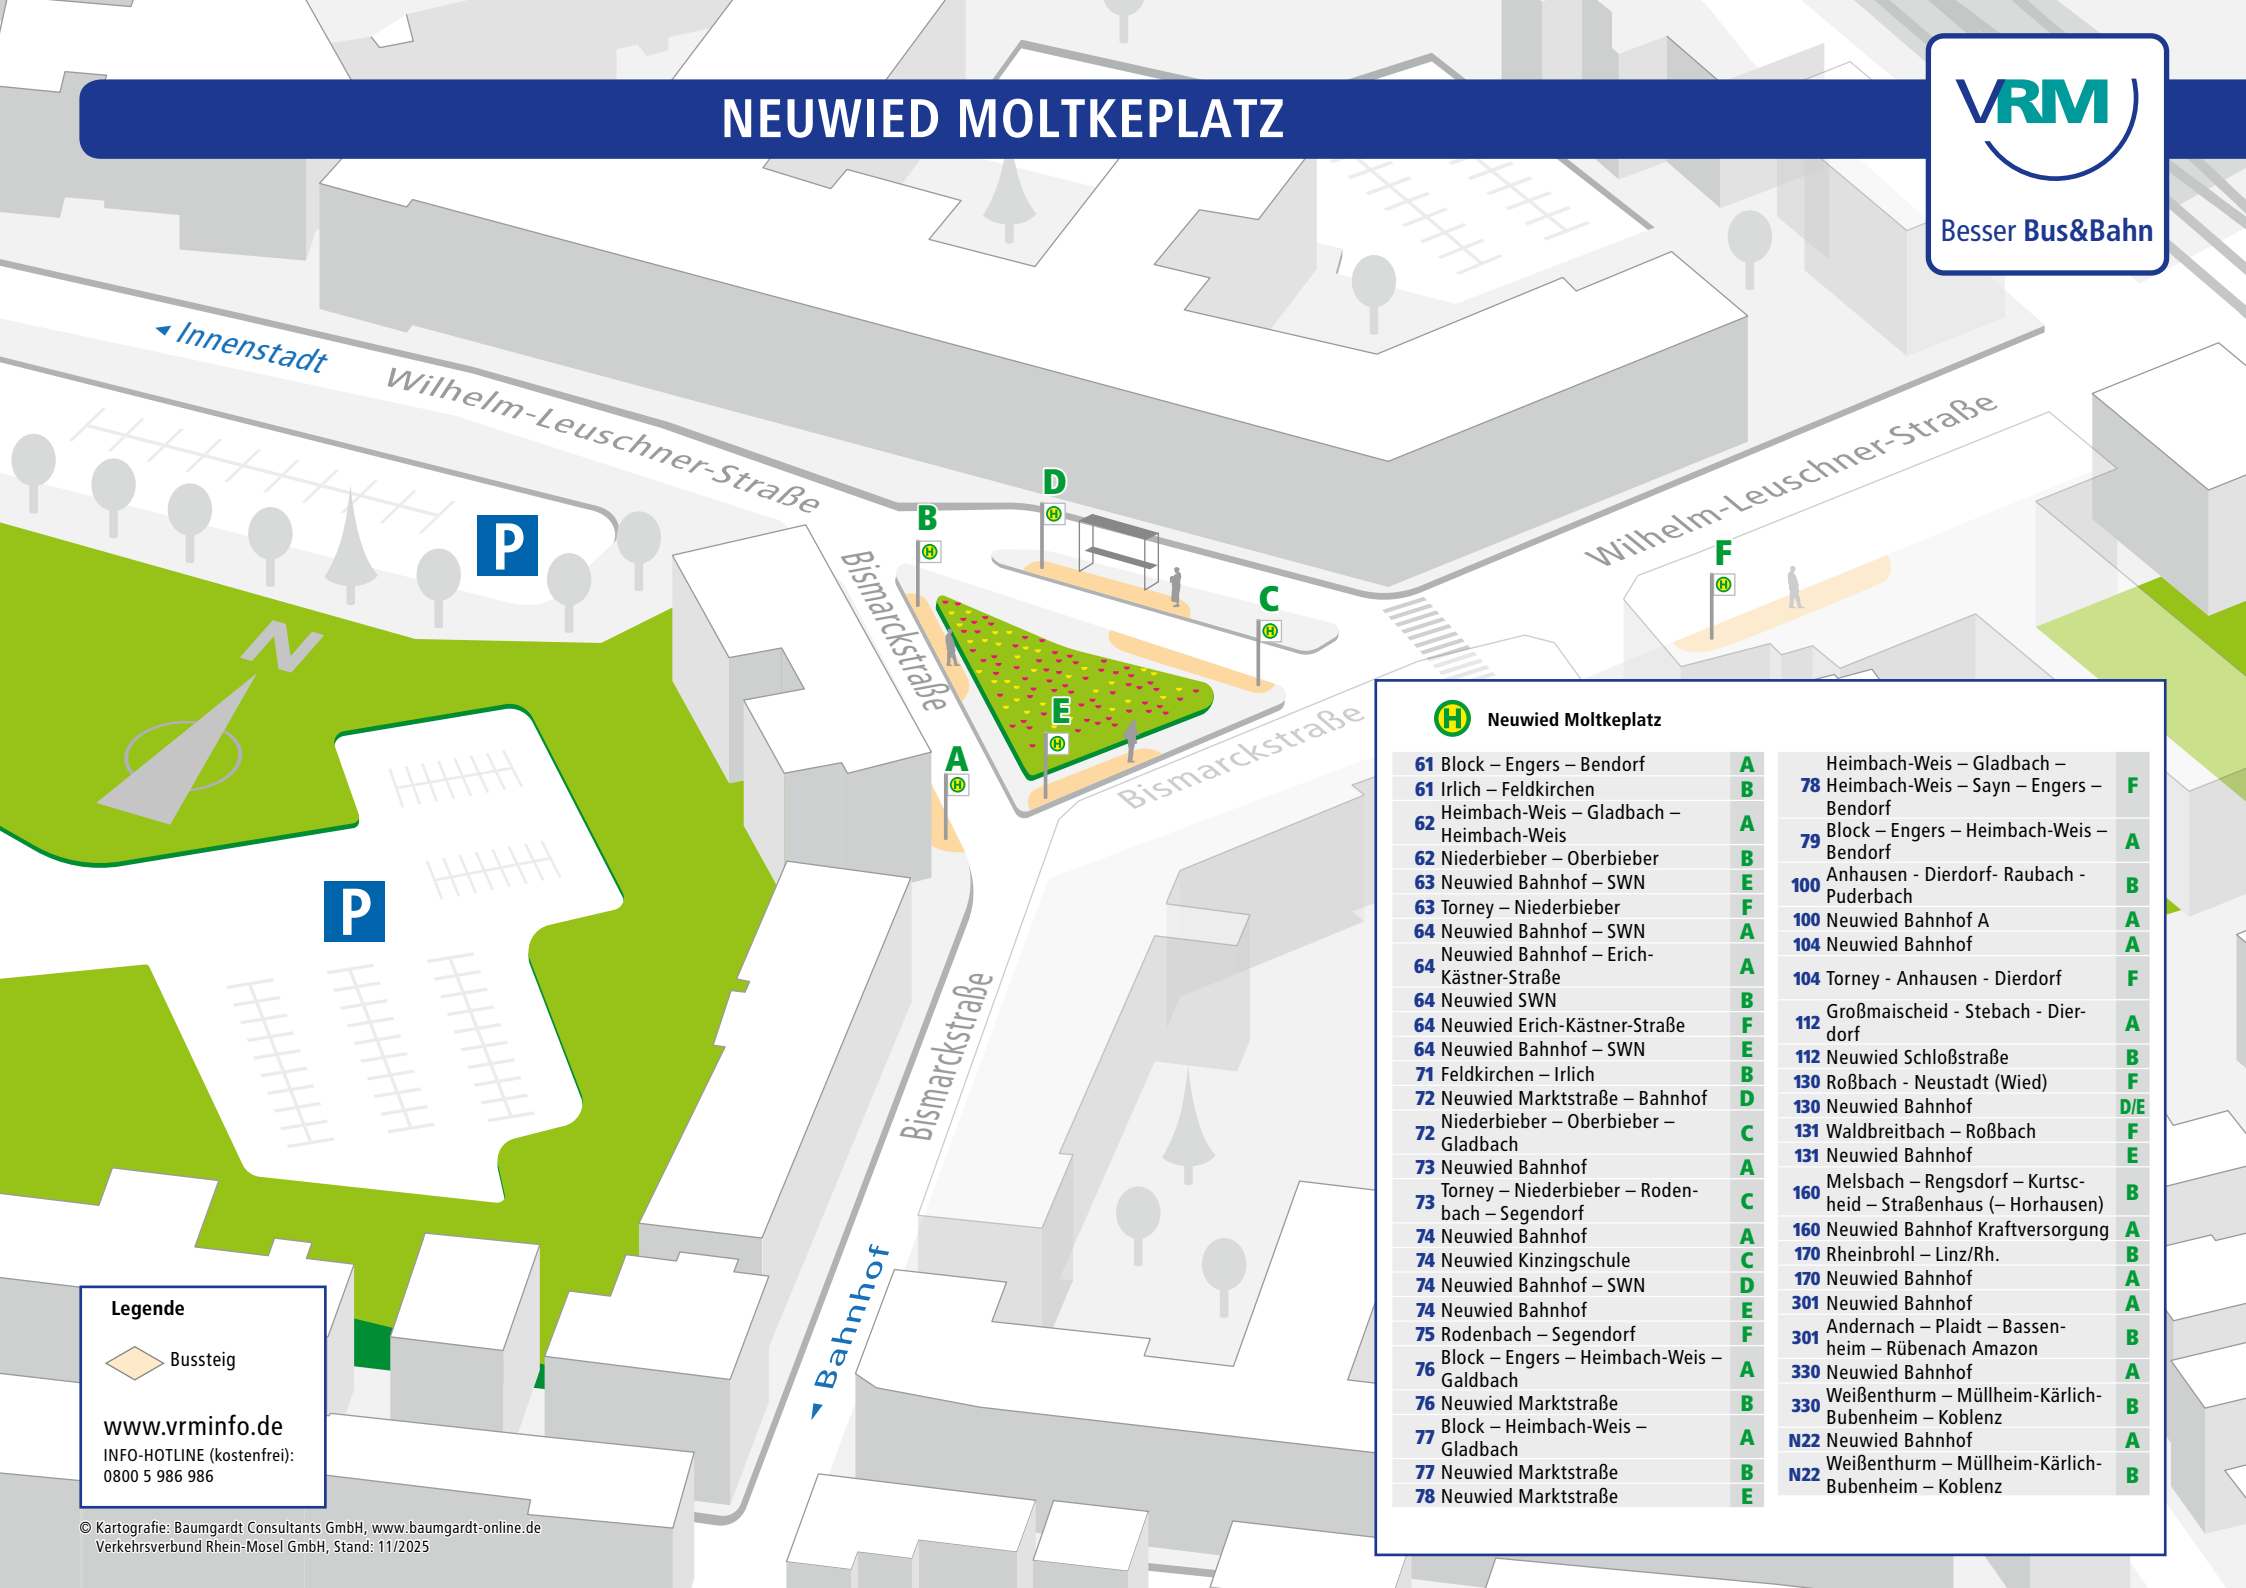 NEUWIED MOLTKEPLATZ
VRM
Besser Bus&Bahn
Innenstadt
Wilhelm-Leuschner-Straße
Wilhelm-Leuschner-Straße
D
H
B
H
F
H
C
H
P
Bismarckstraße
N
E
H
Bismarckstraße
A
H
P
Bismarckstraße
Bahnhof
H Neuwied Moltkeplatz
61 Block – Engers – Bendorf A
61 Irlich – Feldkirchen B
62 Heimbach-Weis – Gladbach –
Heimbach-Weis A
62 Niederbieber – Oberbieber B
63 Neuwied Bahnhof – SWN E
63 Torney – Niederbieber F
64 Neuwied Bahnhof – SWN A
64 Neuwied Bahnhof – Erich-
Kästner-Straße A
64 Neuwied SWN B
64 Neuwied Erich-Kästner-Straße F
64 Neuwied Bahnhof – SWN E
71 Feldkirchen – Irlich B
72 Neuwied Marktstraße – Bahnhof D
72 Niederbieber – Oberbieber –
Gladbach C
73 Neuwied Bahnhof A
73 Torney – Niederbieber – Roden-
bach – Segendorf C
74 Neuwied Bahnhof A
74 Neuwied Kinzingschule C
74 Neuwied Bahnhof – SWN D
74 Neuwied Bahnhof E
75 Rodenbach – Segendorf F
76 Block – Engers – Heimbach-Weis –
Galdbach A
76 Neuwied Marktstraße B
77 Block – Heimbach-Weis –
Gladbach A
77 Neuwied Marktstraße B
78 Neuwied Marktstraße E
Heimbach-Weis – Gladbach –
78 Heimbach-Weis – Sayn – Engers – F
Bendorf
79 Block – Engers – Heimbach-Weis –
Bendorf A
100 Anhausen - Dierdorf- Raubach -
Puderbach B
100 Neuwied Bahnhof A A
104 Neuwied Bahnhof A
104 Torney - Anhausen - Dierdorf F
112 Großmaischeid - Stebach - Dier-
dorf A
112 Neuwied Schloßstraße B
130 Roßbach - Neustadt (Wied) F
130 Neuwied Bahnhof D/E
131 Waldbreitbach – Roßbach F
131 Neuwied Bahnhof E
160 Melsbach – Rengsdorf – Kurtsc-
heid – Straßenhaus (– Horhausen) B
160 Neuwied Bahnhof Kraftversorgung A
170 Rheinbrohl – Linz/Rh. B
170 Neuwied Bahnhof A
301 Neuwied Bahnhof A
301 Andernach – Plaidt – Bassen-
heim – Rübenach Amazon B
330 Neuwied Bahnhof A
330 Weißenthurm – Müllheim-Kärlich-
Bubenheim – Koblenz B
N22 Neuwied Bahnhof A
N22 Weißenthurm – Müllheim-Kärlich-
Bubenheim – Koblenz B
Legende
Bussteig
www.vrminfo.de
INFO-HOTLINE (kostenfrei):
0800 5 986 986
© Kartografie: Baumgardt Consultants GmbH, www.baumgardt-online.de
Verkehrsverbund Rhein-Mosel GmbH, Stand: 11/2025